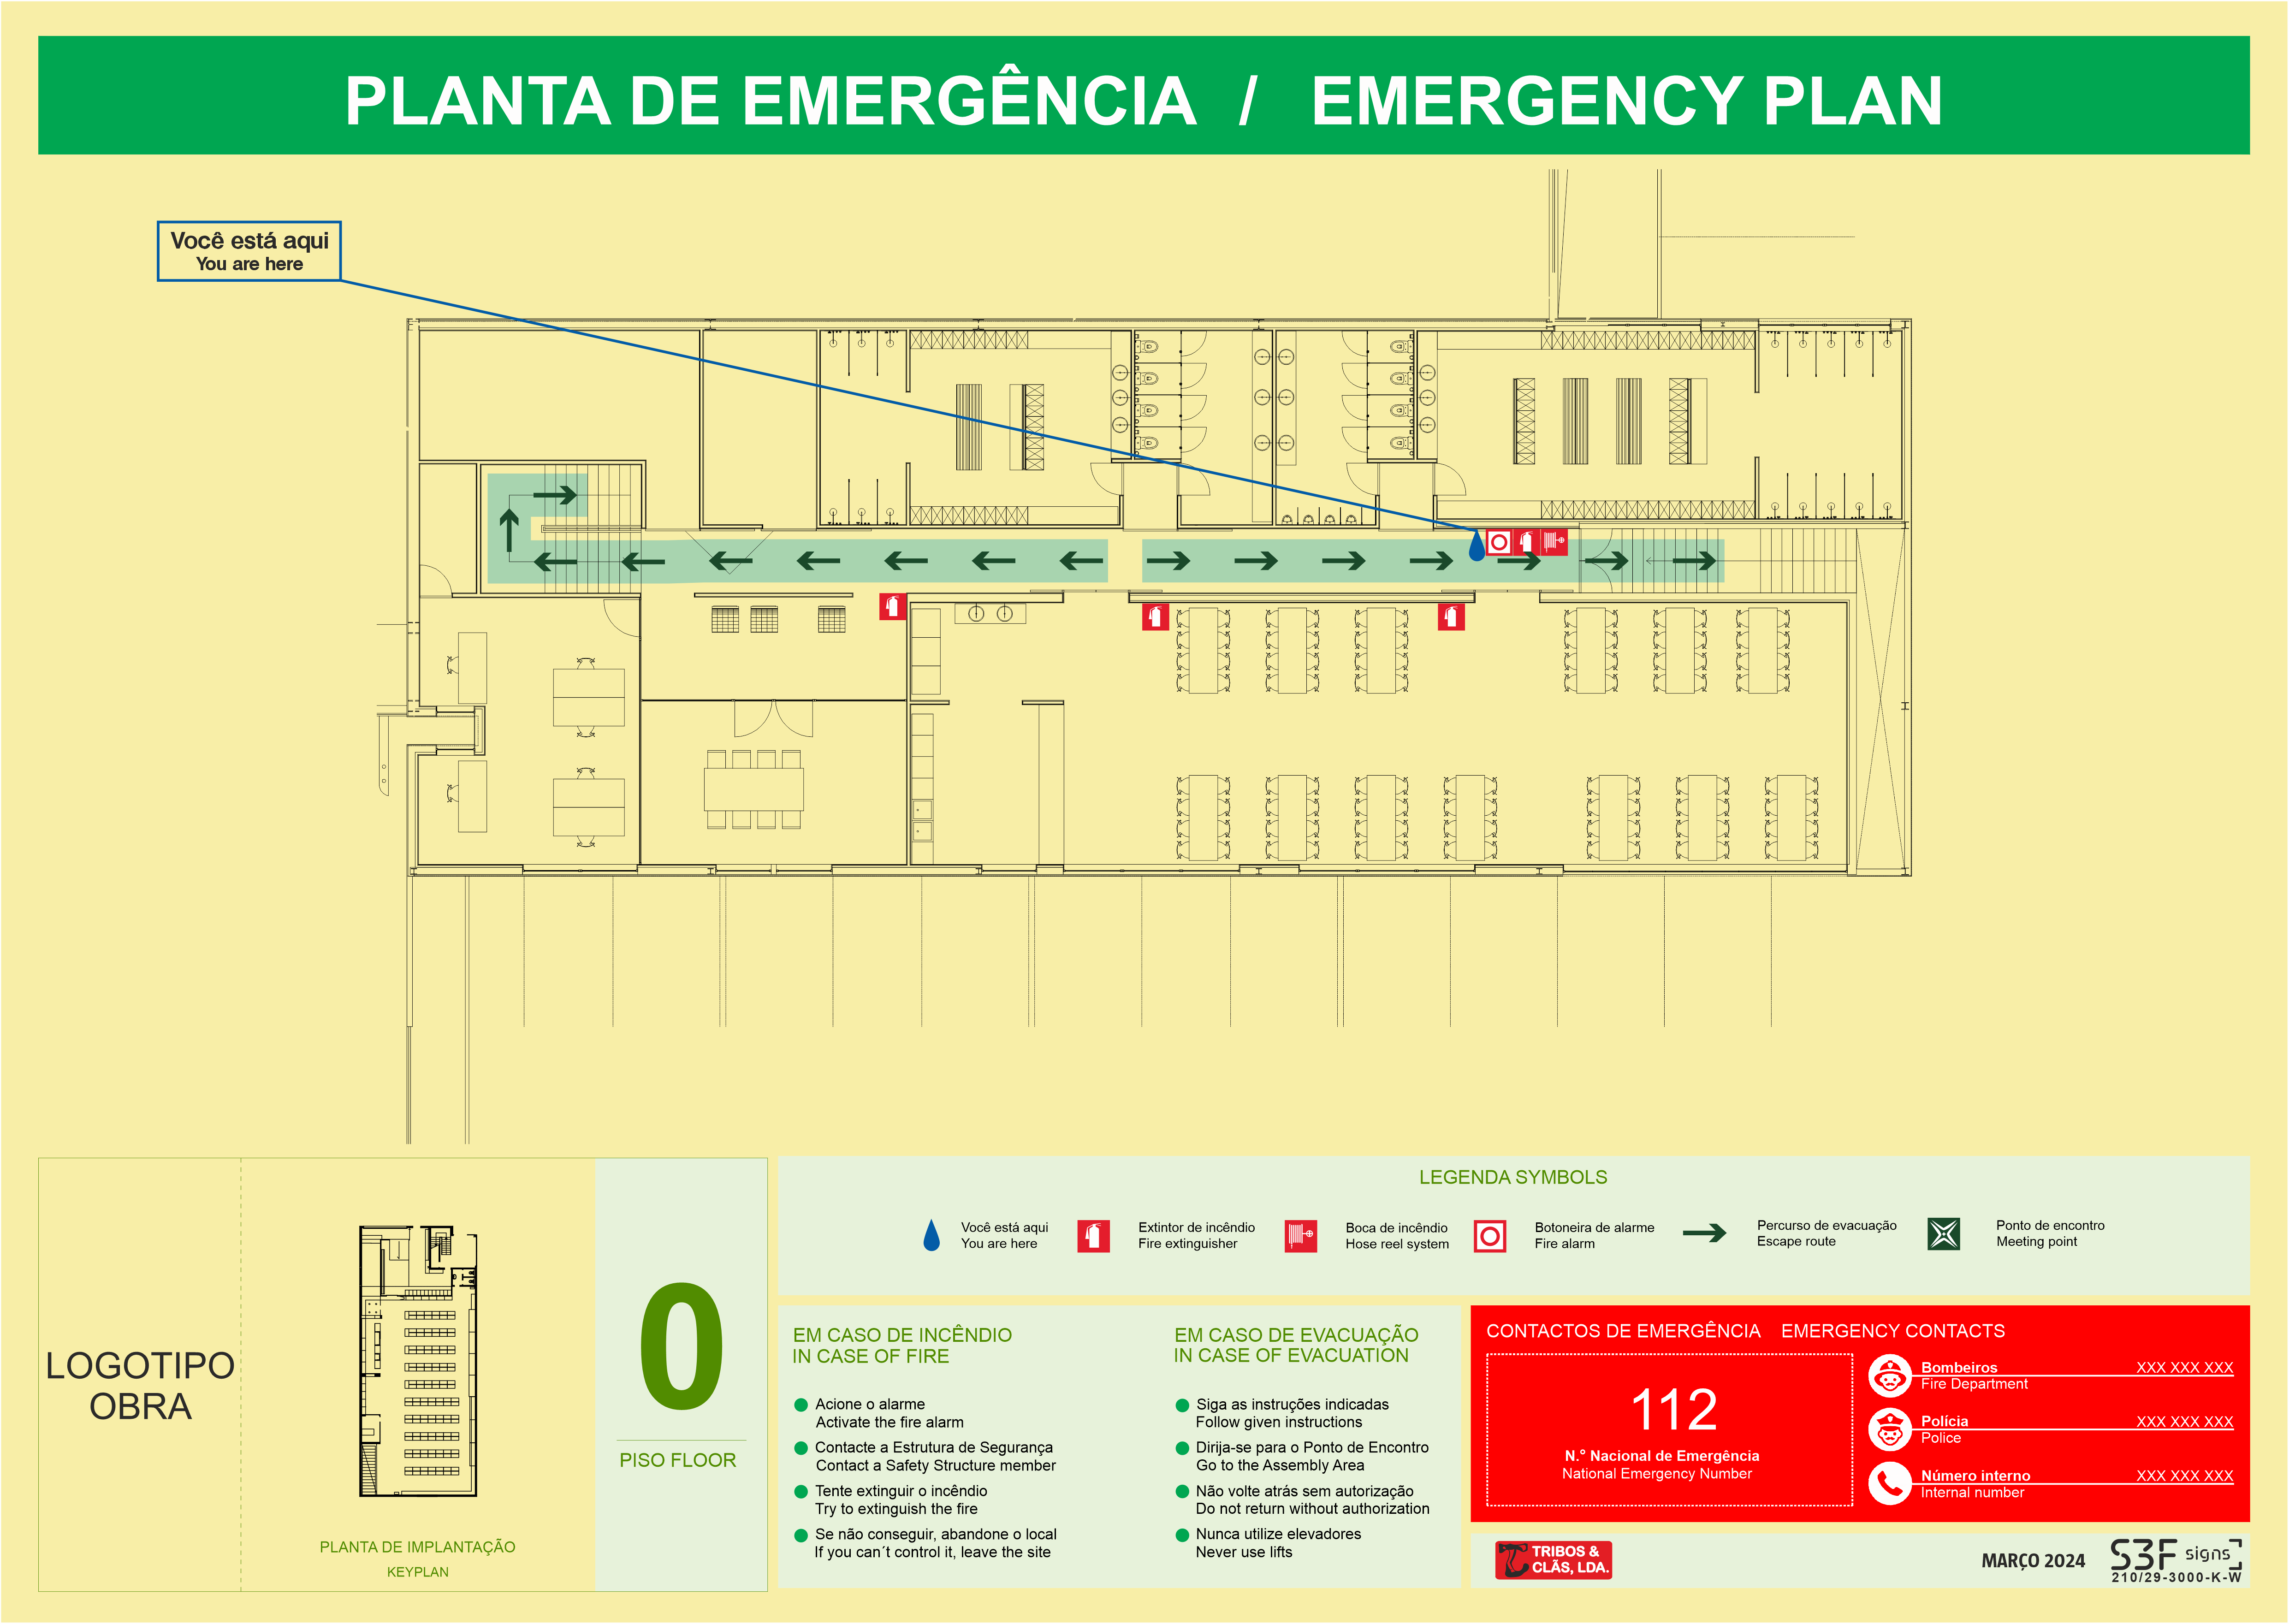 PLANTA DE EMERGÊNCIA / EMERGENCY PLAN
Você está aqui
You are here
LOGOTIPO
OBRA
PLANTA DE IMPLANTAÇÃO
KEYPLAN
0
PISO FLOOR
LEGENDA SYMBOLS
Você está aqui
You are here
Extintor de incêndio
Fire extinguisher
Boca de incêndio
Hose reel system
Botoneira de alarme
Fire alarm
Percurso de evacuação
Escape route
Ponto de encontro
Meeting point
EM CASO DE INCÊNDIO
IN CASE OF FIRE
Acione o alarme
Activate the fire alarm
Contacte a Estrutura de Segurança
Contact a Safety Structure member
Tente extinguir o incêndio
Try to extinguish the fire
Se não conseguir, abandone o local
If you can´t control it, leave the site
EM CASO DE EVACUAÇÃO
IN CASE OF EVACUATION
Siga as instruções indicadas
Follow given instructions
Dirija-se para o Ponto de Encontro
Go to the Assembly Area
Não volte atrás sem autorização
Do not return without authorization
Nunca utilize elevadores
Never use lifts
CONTACTOS DE EMERGÊNCIA EMERGENCY CONTACTS
112
N.º Nacional de Emergência
National Emergency Number
Bombeiros XXX XXX XXX
Fire Department
Polícia XXX XXX XXX
Police
Número interno XXX XXX XXX
Internal number
TRIBOS &
CLÃS, LDA.
MARÇO 2024
S3F signs
210/29-3000-K-W